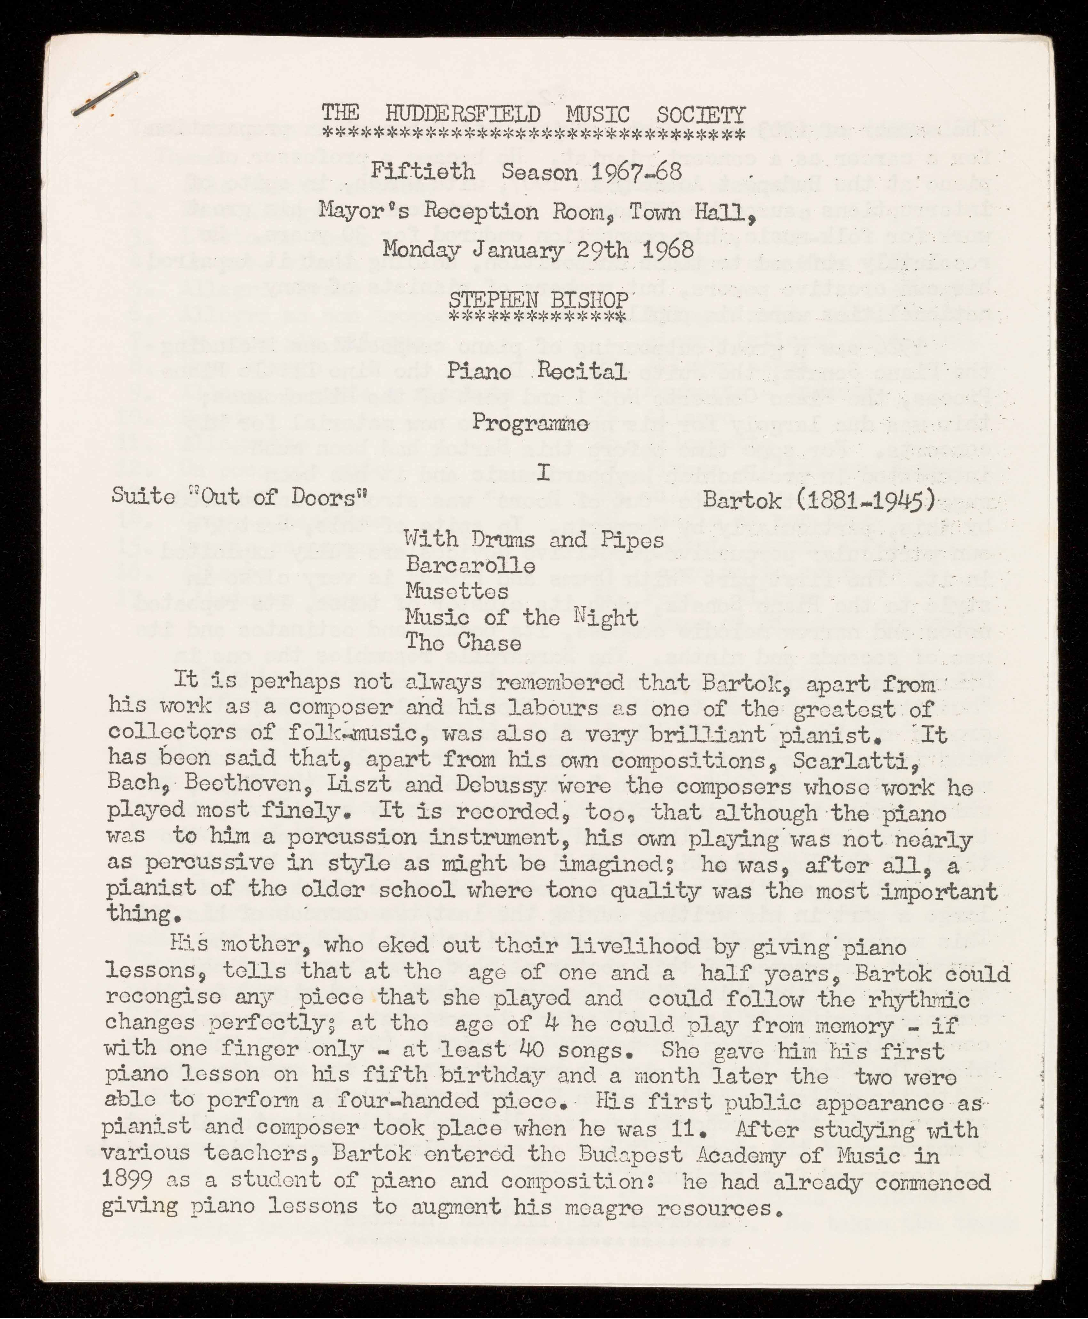 THE HUDDERSFIELD MUSIC SOCIETY
*********************************
Fiftieth Season 1967-68
Mayor's Reception Room, Town Hall,
Monday January 29th 1968
STEPHEN BISHOP
**************
Piano Recital
Programme
I
Suite "Out of Doors" Bartok (1881-1945)
With Drums and Pipes
Barcarolle
Musettes
Music of the Night
The Chase
It is perhaps not always remembered that Bartok, apart from
his work as a composer and his labours as one of the greatest of
collectors of folk-music, was also a very brilliant pianist. It
has been said that, apart from his own compositions, Scarlatti,
Bach, Beethoven, Liszt and Debussy were the composers whose work he
played most finely. It is recorded, too, that although the piano
was to him a percussion instrument, his own playing was not nearly
as percussive in style as might be imagined; he was, after all, a
pianist of the older school where tone quality was the most important
thing.
His mother, who eked out their livelihood by giving piano
lessons, tells that at the age of one and a half years, Bartok could
recongise any piece that she played and could follow the rhythmic
changes perfectly; at the age of 4 he could play from memory - if
with one finger only - at least 40 songs. She gave him his first
piano lesson on his fifth birthday and a month later the two were
able to perform a four-handed piece. His first public appearance as
pianist and composer took place when he was 11. After studying with
various teachers, Bartok entered the Budapest Academy of Music in
1899 as a student of piano and composition: he had already commenced
giving piano lessons to augment his meagre resources.